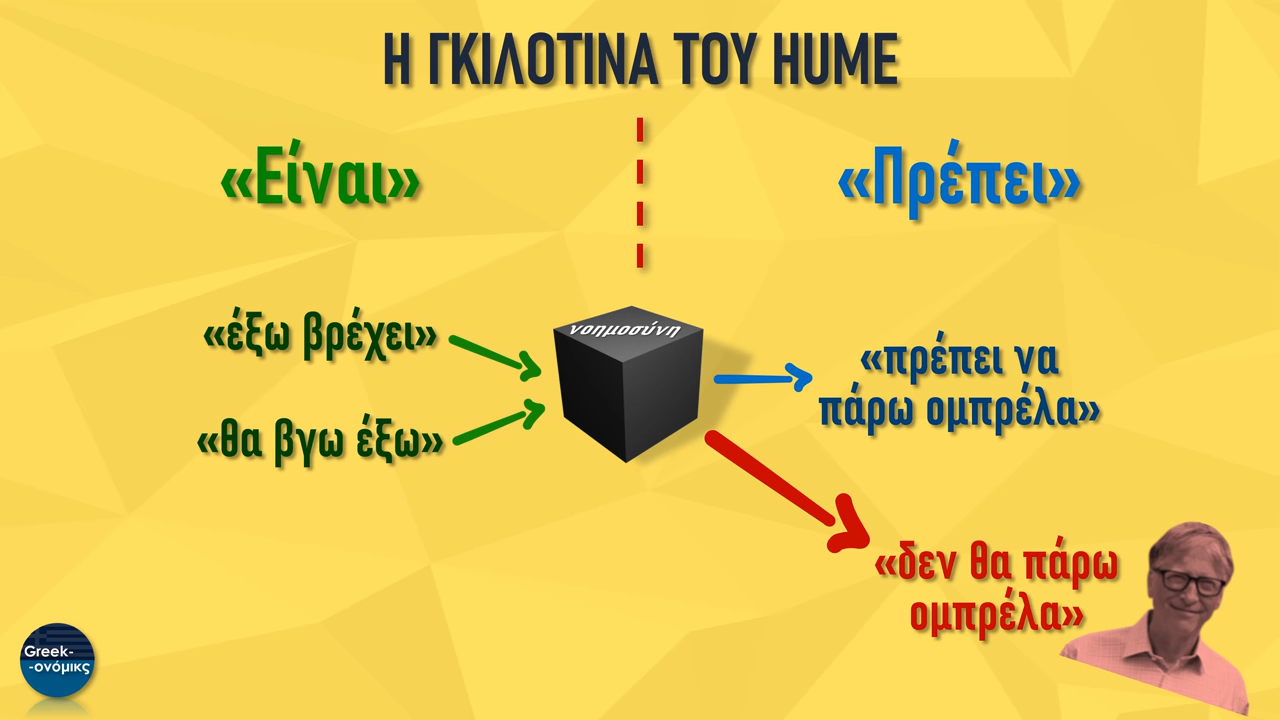 Η ΓΚΙΛΟΤΙΝΑ ΤΟΥ HUME
«Είναι»
«Πρέπει»
«έξω βρέχει»
«θα βγω έξω»
νοημοσύνη
«πρέπει να
πάρω ομπρέλα»
«δεν θα πάρω
ομπρέλα»
Greek-
-ονόμικς